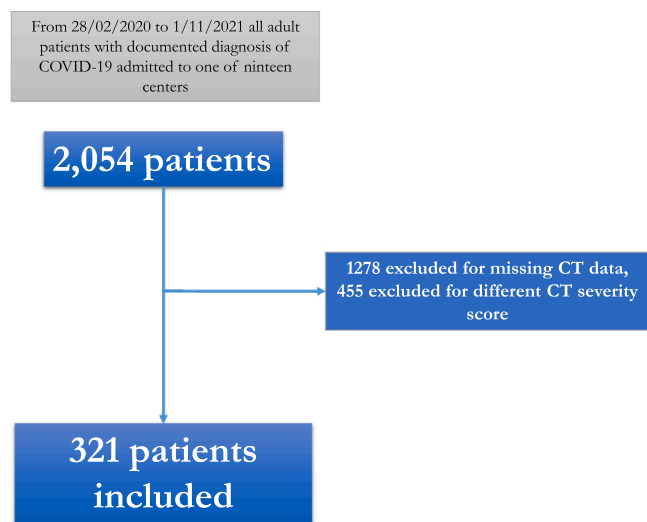 From 28/02/2020 to 1/11/2021 all adult
patients with documented diagnosis of
COVID-19 admitted to one of ninteen
centers
2,054 patients
1278 excluded for missing CT data,
455 excluded for different CT severity
score
321 patients
included